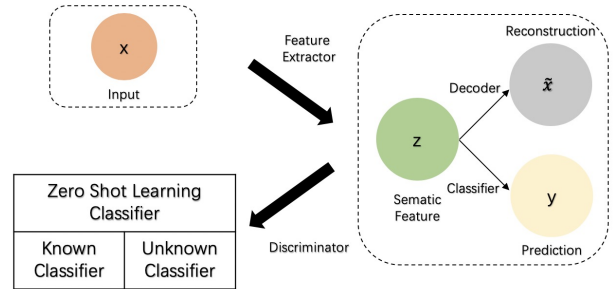 x
Input
Feature
Extractor
Reconstruction
x̃
Decoder
z
Sematic
Feature
Classifier
y
Prediction
Discriminator
Zero Shot Learning
Classifier
Known
Classifier
Unknown
Classifier